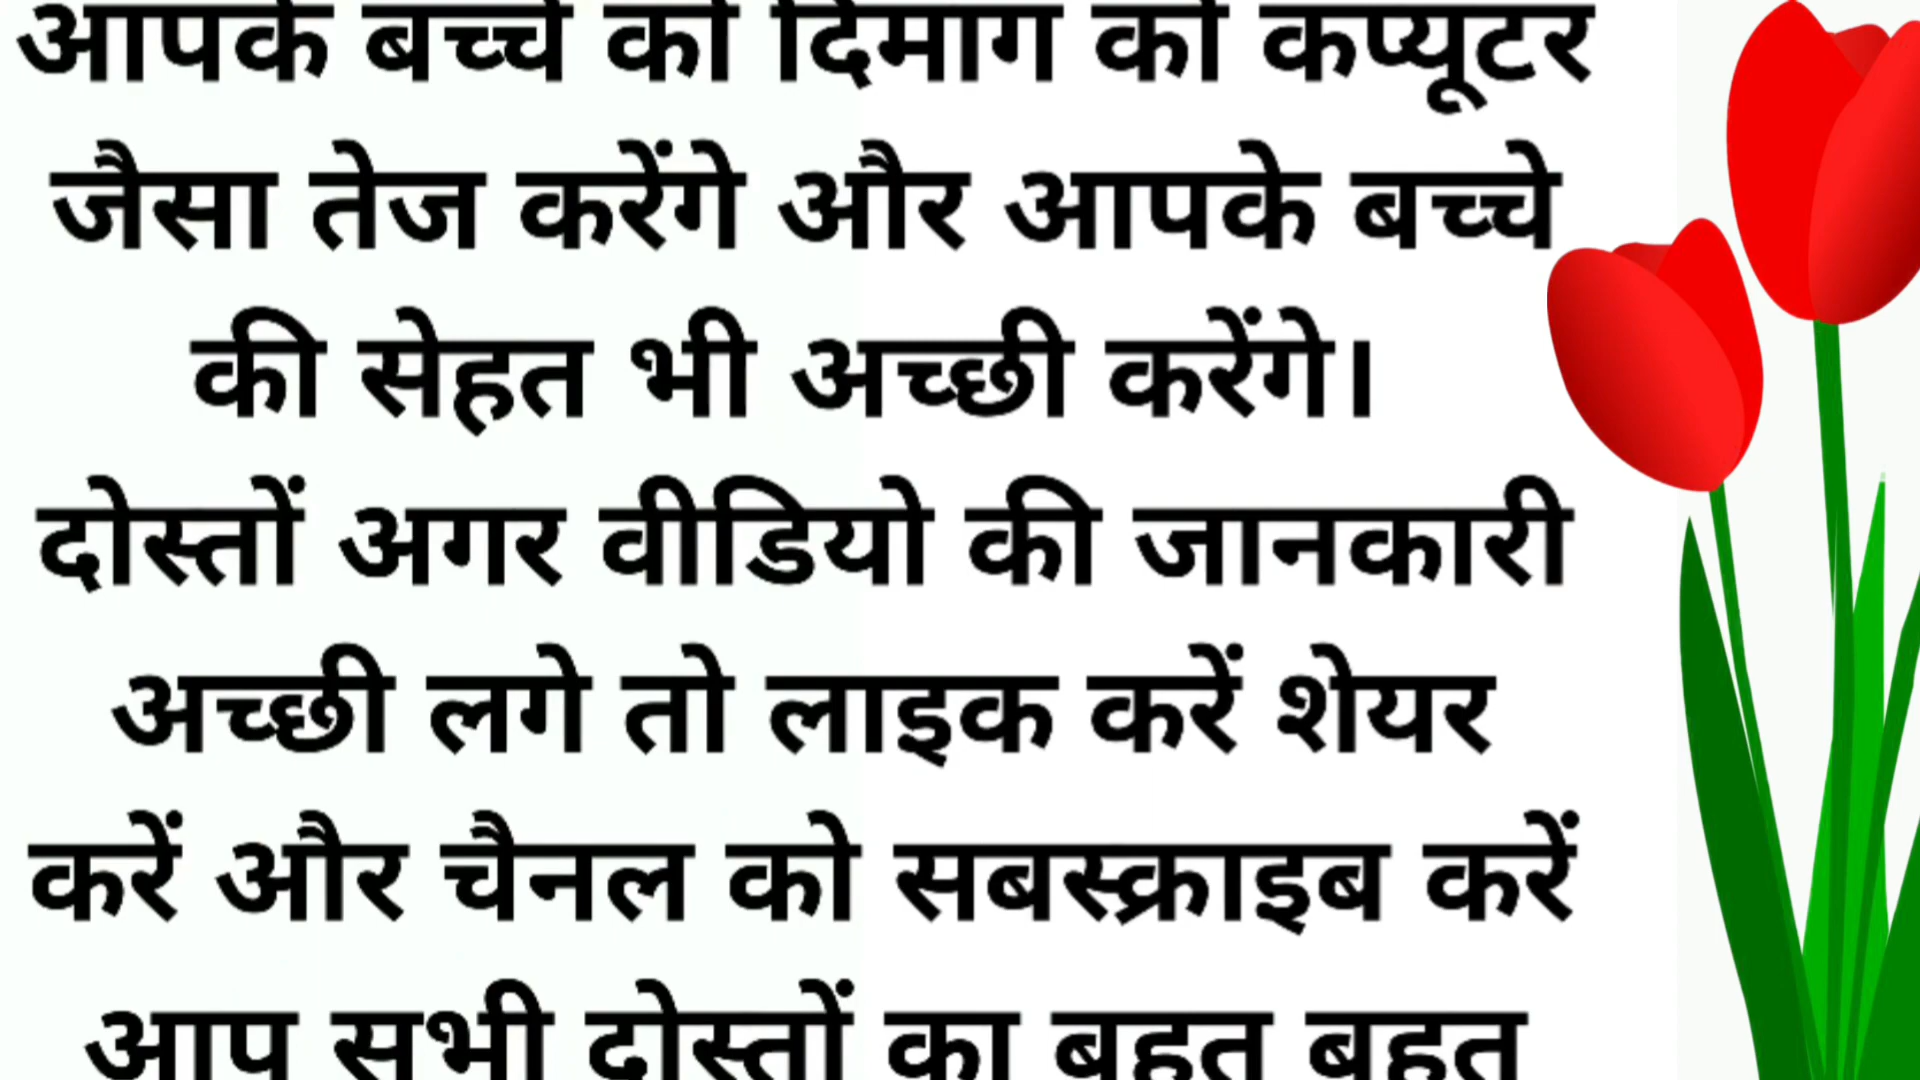 आपके बच्चे की दिमाग को कंप्यूटर
जैसा तेज करेंगे और आपके बच्चे
की सेहत भी अच्छी करेंगे।
दोस्तों अगर वीडियो की जानकारी
अच्छी लगे तो लाइक करें शेयर
करें और चैनल को सबस्क्राइब करें
आप सभी दोस्तों का बहुत बहुत